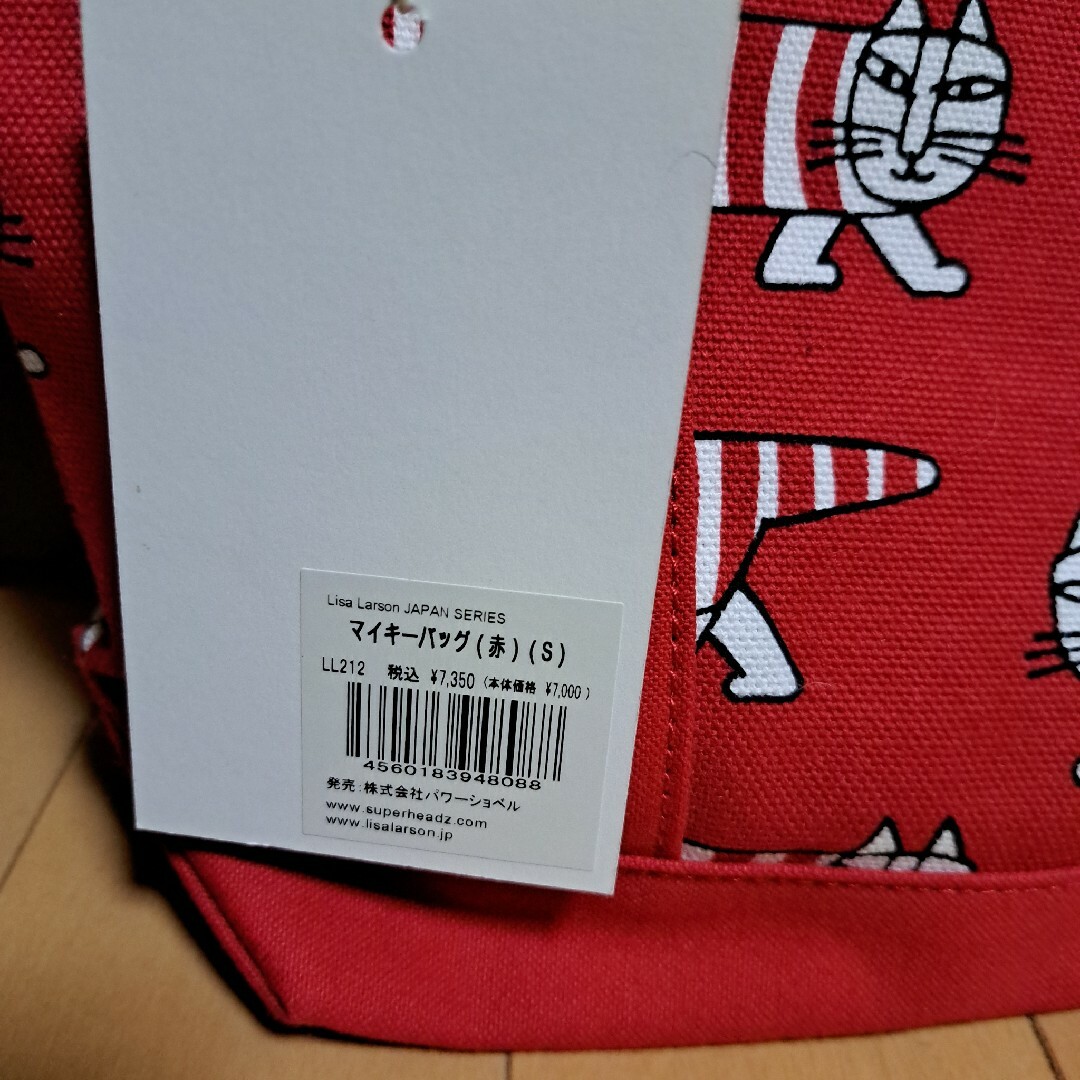 Lisa Larson JAPAN SERIES
マイキーバッグ(赤)(S)
LL212 税込 ¥7,350 (本体価格 ¥7,000)
4560183948088
発売:株式会社パワーショベル
www.superheadz.com
www.lisalarson.jp